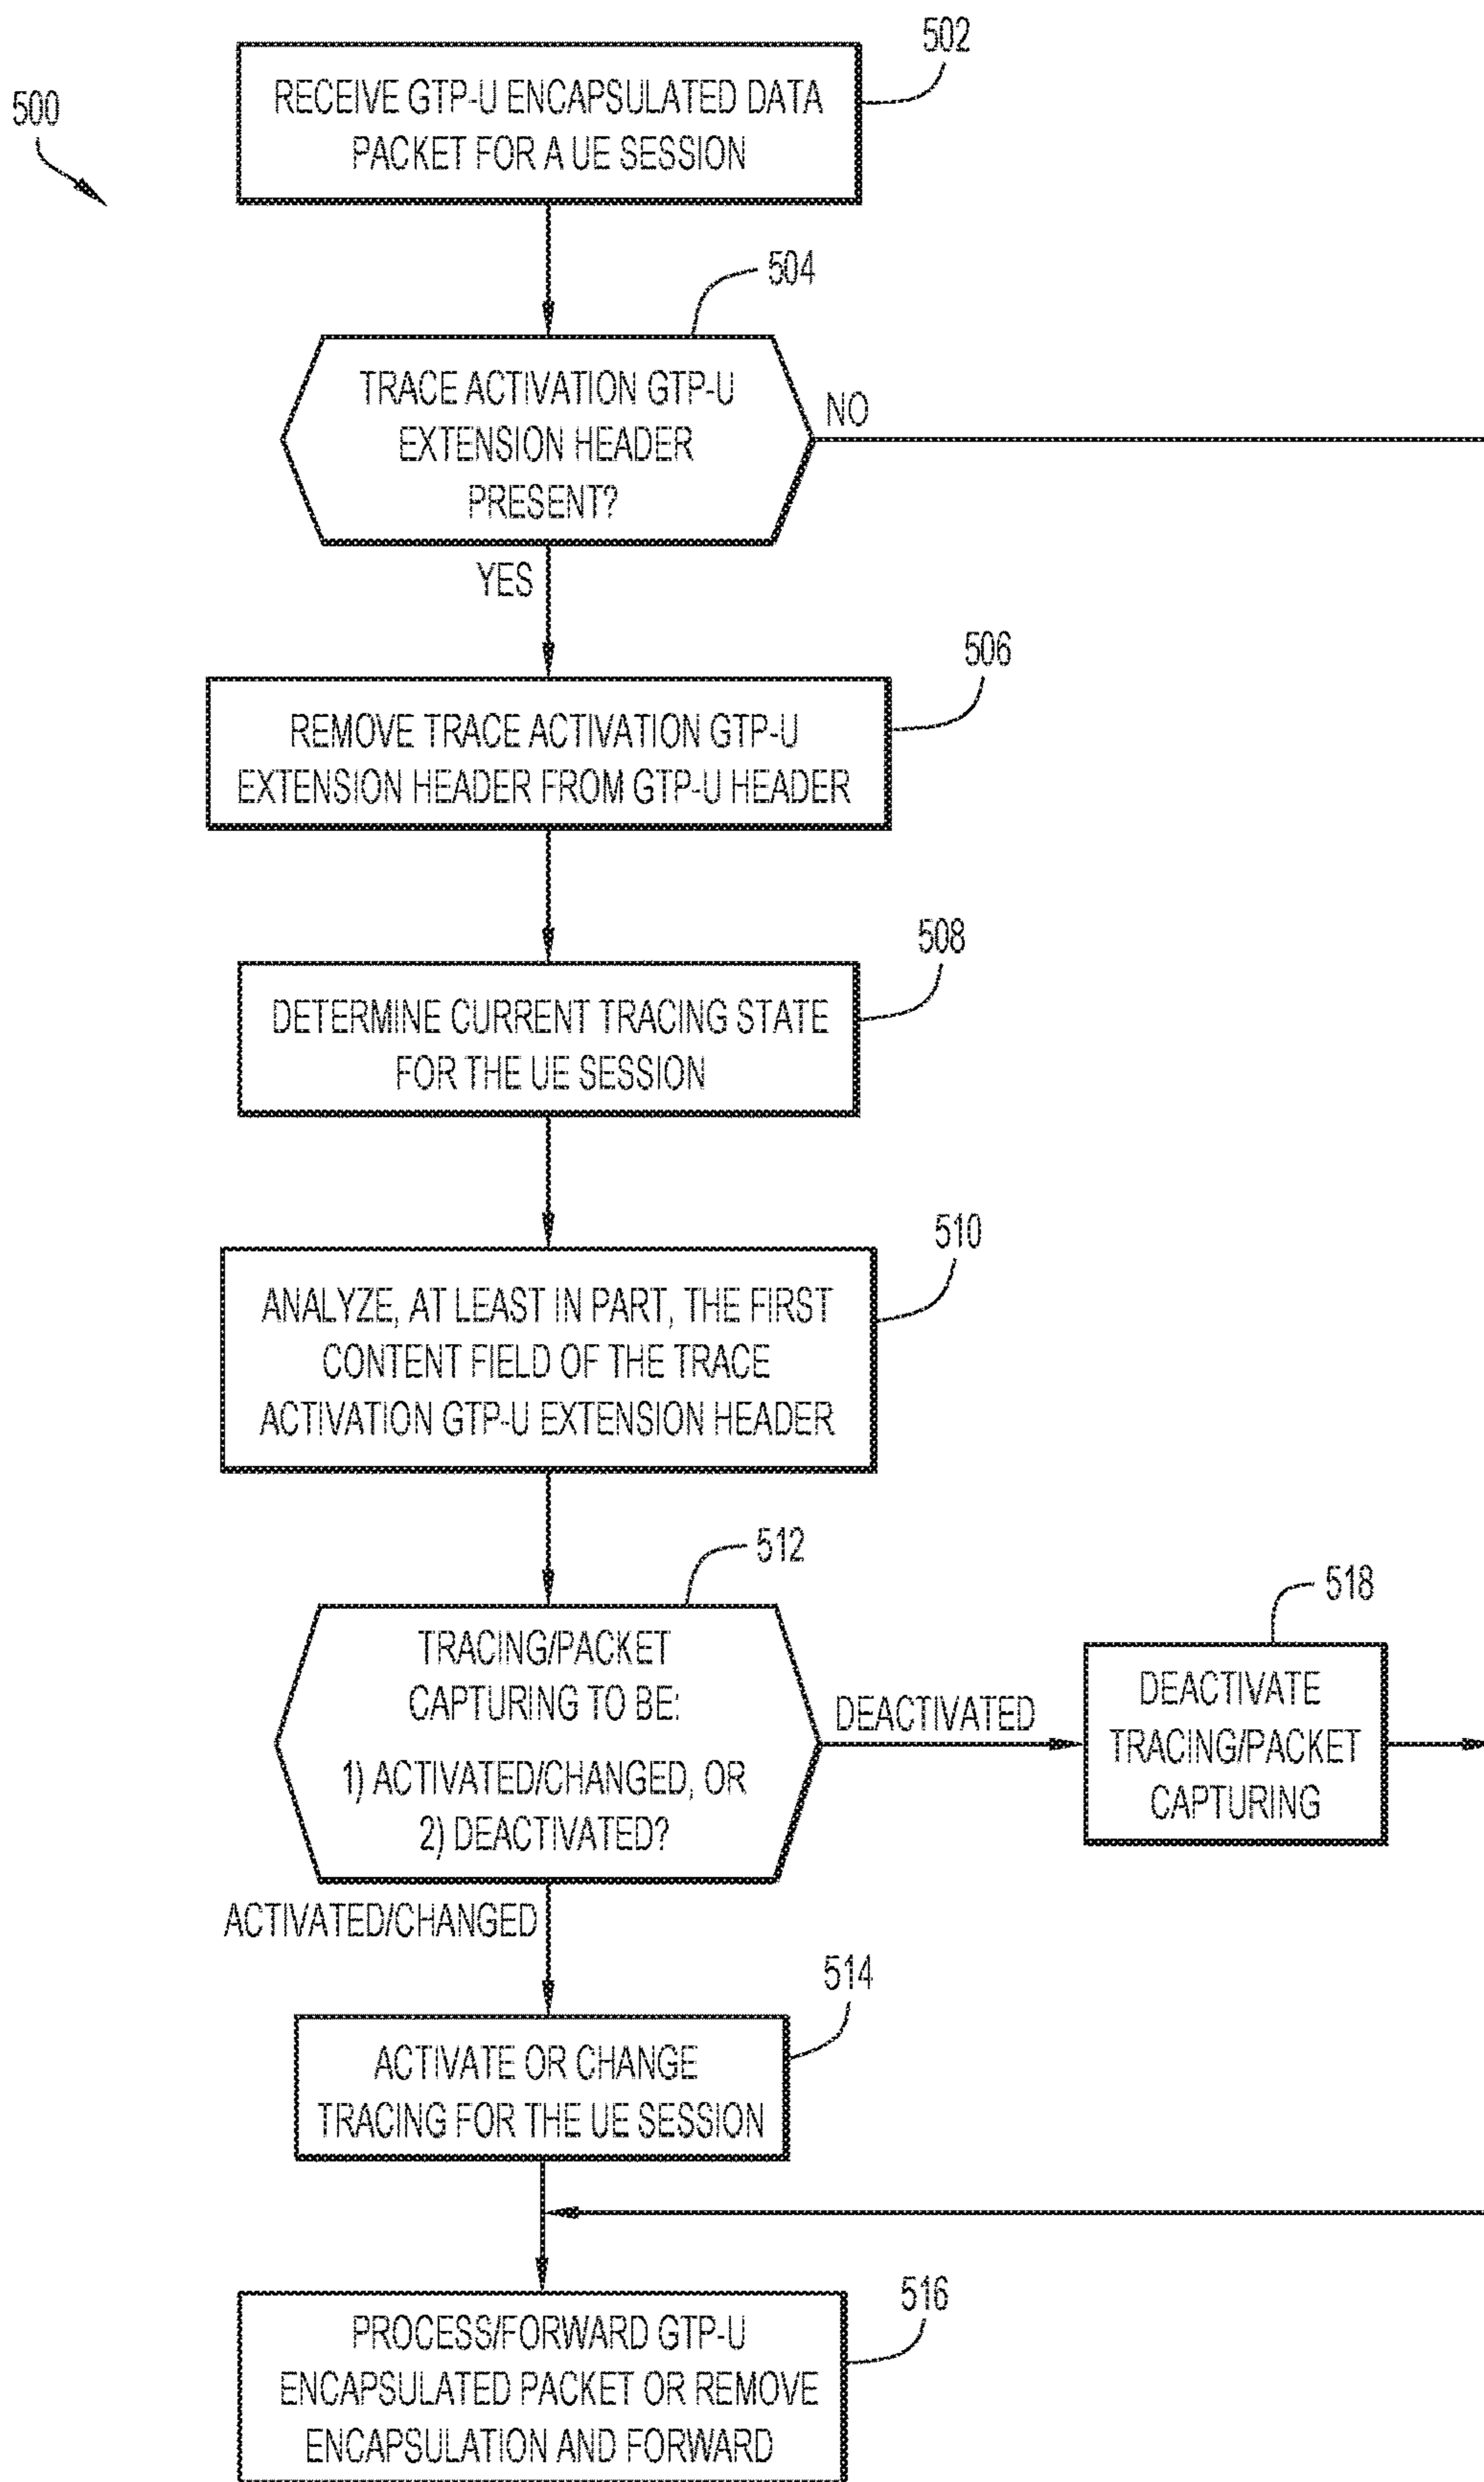 500
502
RECEIVE GTP-U ENCAPSULATED DATA
PACKET FOR A UE SESSION
504
TRACE ACTIVATION GTP-U
EXTENSION HEADER
PRESENT?
NO
YES
506
REMOVE TRACE ACTIVATION GTP-U
EXTENSION HEADER FROM GTP-U HEADER
508
DETERMINE CURRENT TRACING STATE
FOR THE UE SESSION
510
ANALYZE, AT LEAST IN PART, THE FIRST
CONTENT FIELD OF THE TRACE
ACTIVATION GTP-U EXTENSION HEADER
512
TRACING/PACKET
CAPTURING TO BE:
1) ACTIVATED/CHANGED, OR
2) DEACTIVATED?
DEACTIVATED
518
DEACTIVATE
TRACING/PACKET
CAPTURING
ACTIVATED/CHANGED
514
ACTIVATE OR CHANGE
TRACING FOR THE UE SESSION
516
PROCESS/FORWARD GTP-U
ENCAPSULATED PACKET OR REMOVE
ENCAPSULATION AND FORWARD